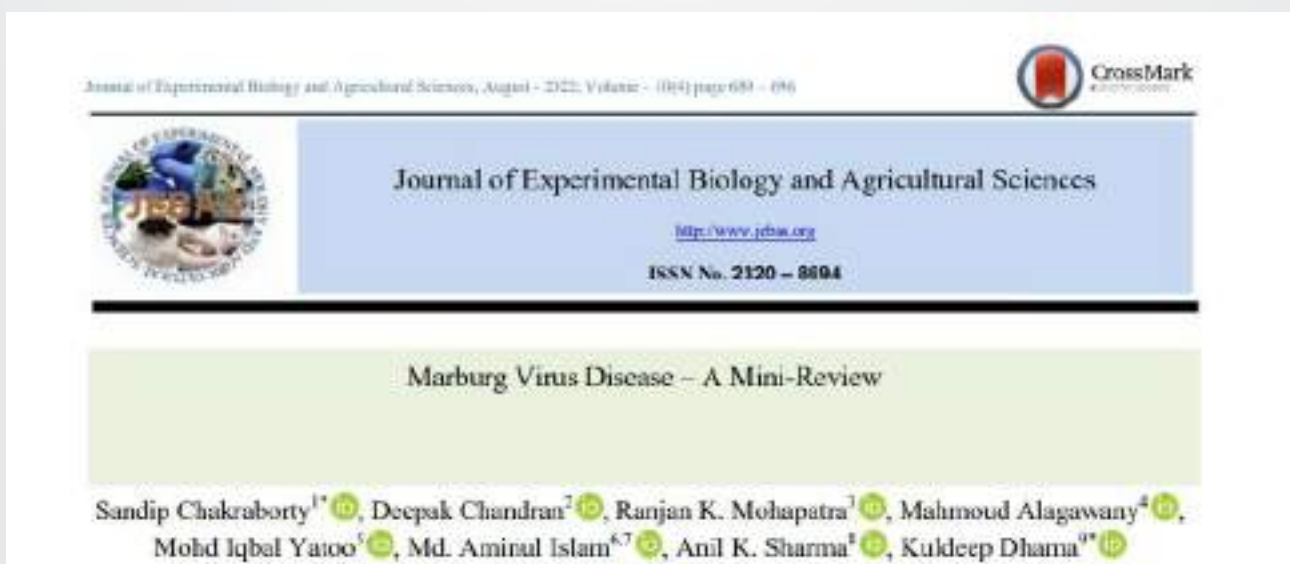 Journal of Experimental Biology and Agricultural Sciences, August - 2022; Volume - 10(4) page 689 – 696
CrossMark
Journal of Experimental Biology and Agricultural Sciences
http://www.jebas.org
ISSN No. 2320 – 8694
Marburg Virus Disease – A Mini-Review
Sandip Chakraborty1*, Deepak Chandran2, Ranjan K. Mohapatra3, Mahmoud Alagawany4,
Mohd Iqbal Yatoo5, Md. Aminul Islam6,7, Anil K. Sharma8, Kuldeep Dhama9*